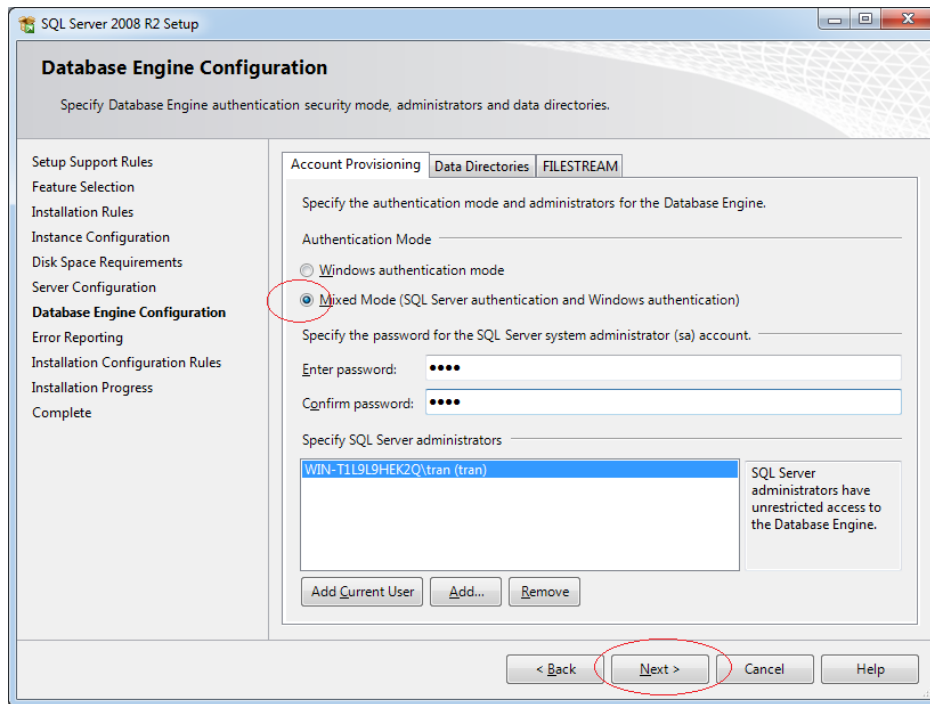 SQL Server 2008 R2 Setup
Database Engine Configuration
Specify Database Engine authentication security mode, administrators and data directories.
Setup Support Rules
Feature Selection
Installation Rules
Instance Configuration
Disk Space Requirements
Server Configuration
Database Engine Configuration
Error Reporting
Installation Configuration Rules
Installation Progress
Complete
Account Provisioning Data Directories FILESTREAM
Specify the authentication mode and administrators for the Database Engine.
Authentication Mode
Windows authentication mode
Mixed Mode (SQL Server authentication and Windows authentication)
Specify the password for the SQL Server system administrator (sa) account.
Enter password: ●●●●
Confirm password: ●●●●
Specify SQL Server administrators
WIN-T1L9L9HEK2Q\tran (tran)
SQL Server
administrators have
unrestricted access to
the Database Engine.
Add Current User Add... Remove
< Back Next > Cancel Help